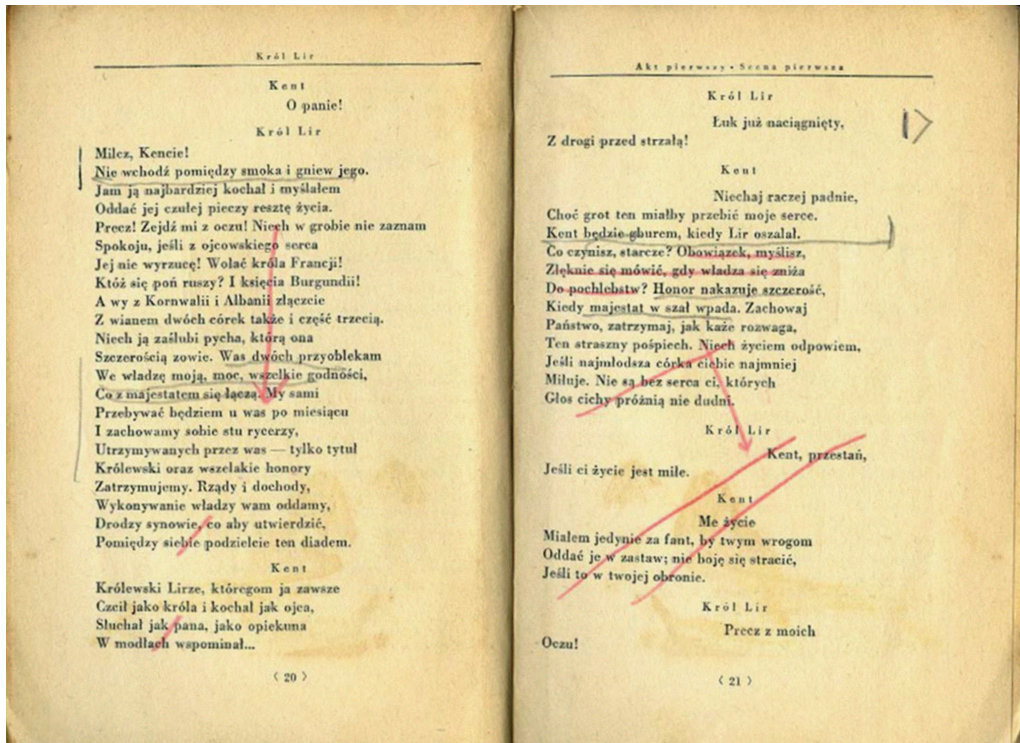 Król Lir
Kent
O panie!
Król Lir
Milcz, Kencie!
Nie wchodź pomiędzy smoka i gniew jego.
Jam ją najbardziej kochał i myślałem
Oddać jej czułej pieczy resztę życia.
Precz! Zejdź mi z oczu! Niech w grobie nie zaznam
Spokoju, jeśli z ojcowskiego serca
Jej nie wyrzucę! Wołać króla Francji!
Któż się poń ruszy? I księcia Burgundii!
A wy z Kornwalii i Albanii złączcie
Z wianem dwóch córek także i część trzecią.
Niech ją zaślubi pycha, którą ona
Szczerością zowie. Was dwóch przyoblekam
We władzę moją, moc, wszelkie godności,
Co z majestatem się łączą. My sami
Przebywać będziem u was po miesiącu
I zachowamy sobie stu rycerzy,
Utrzymywanych przez was — tylko tytuł
Królewski oraz wszelakie honory
Zatrzymujemy. Rządy i dochody,
Wykonywanie władzy wam oddamy,
Drodzy synowie, co aby utwierdzić,
Pomiędzy siebie podzielcie ten diadem.
Kent
Królewski Lirze, któregom ja zawsze
Czcił jako króla i kochał jak ojca,
Słuchał jak pana, jako opiekuna
W modłach wspominał...
⟨ 20 ⟩
Akt pierwszy • Scena pierwsza
Król Lir
Łuk już naciągnięty,
Z drogi przed strzałą!
Kent
Niechaj raczej padnie,
Choć grot ten miałby przebić moje serce.
Kent będzie gburem, kiedy Lir oszalał.
Co czynisz, starcze? Obowiązek, myślisz,
Zlęknie się mówić, gdy władza się zniża
Do pochlebstw? Honor nakazuje szczerość,
Kiedy majestat w szał wpada. Zachowaj
Państwo, zatrzymaj, jak każe rozwaga,
Ten straszny pośpiech. Niech życiem odpowiem,
Jeśli najmłodsza córka ciebie najmniej
Miłuje. Nie są bez serca ci, których
Głos cichy próżnią nie dudni.
Król Lir
Kent, przestań,
Jeśli ci życie jest miłe.
Kent
Me życie
Miałem jedynie za fant, by twym wrogom
Oddać je w zastaw; nie boję się stracić,
Jeśli to w twojej obronie.
Król Lir
Precz z moich
Oczu!
⟨ 21 ⟩